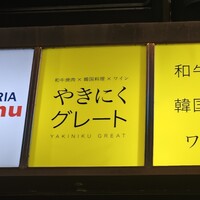 RIA
nu
和牛焼肉 × 韓国料理 × ワイン
やきにく
グレート
YAKINIKU GREAT
和牛
韓国
ワ